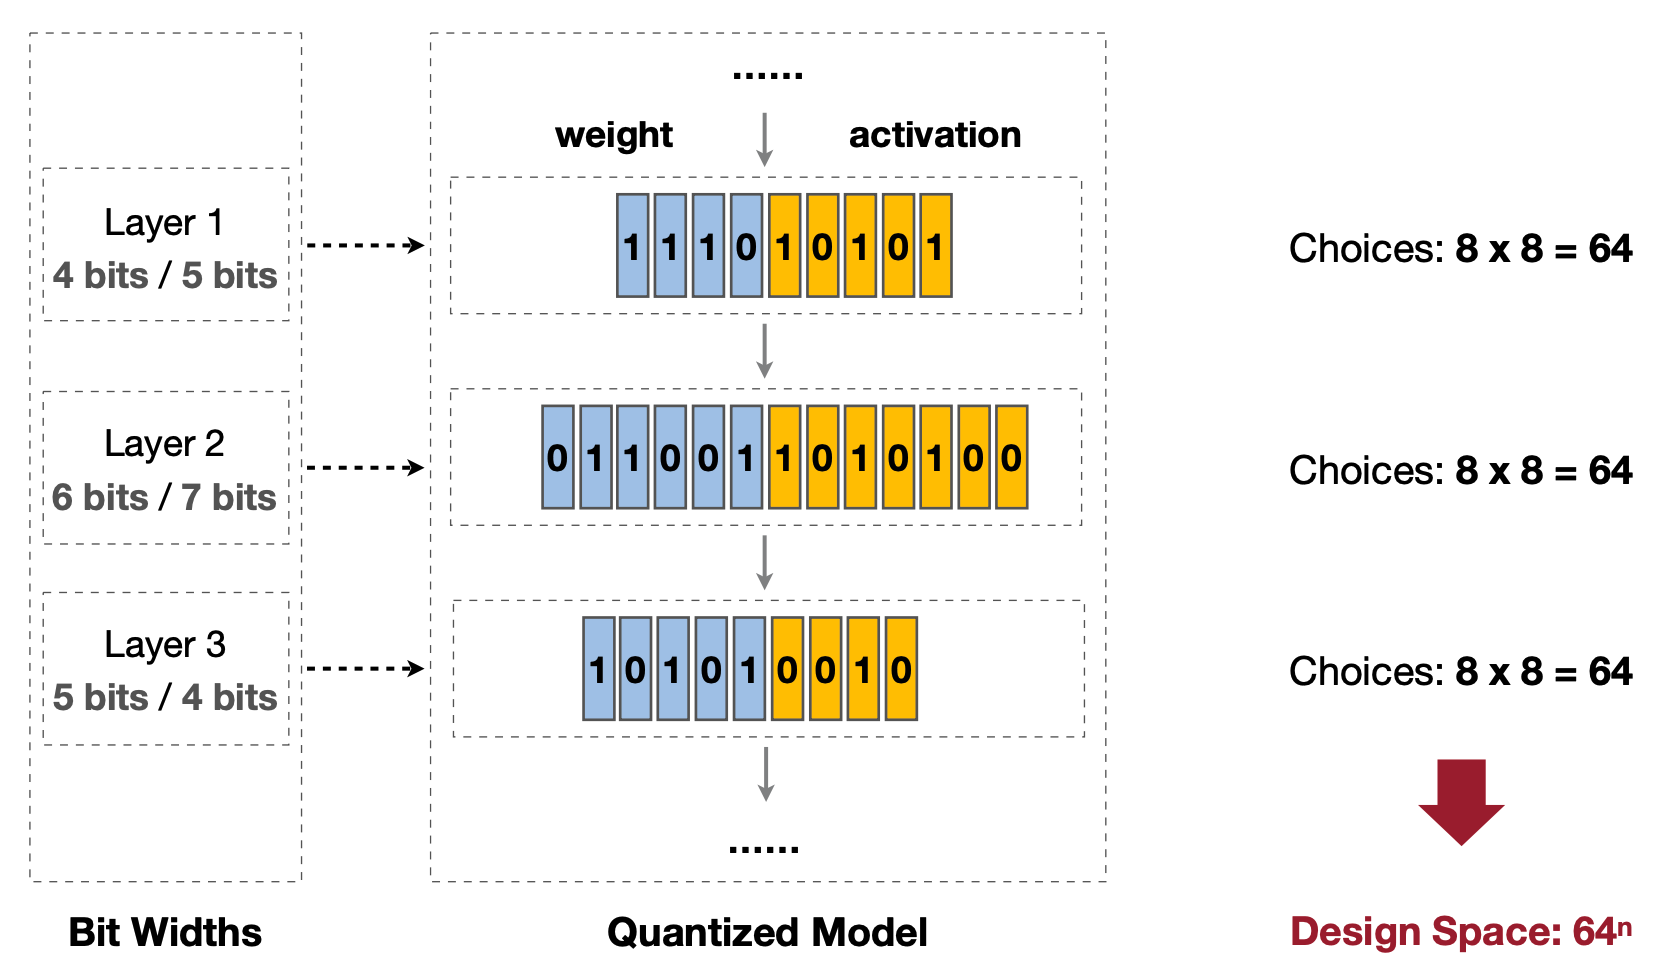 ......
weight activation
Layer 1
4 bits / 5 bits
1 1 1 0 1 0 1 0 1
Choices: 8 x 8 = 64
Layer 2
6 bits / 7 bits
0 1 1 0 0 1 1 0 1 0 1 0 0
Choices: 8 x 8 = 64
Layer 3
5 bits / 4 bits
1 0 1 0 1 0 0 1 0
Choices: 8 x 8 = 64
......
Bit Widths
Quantized Model
Design Space: 64ⁿ